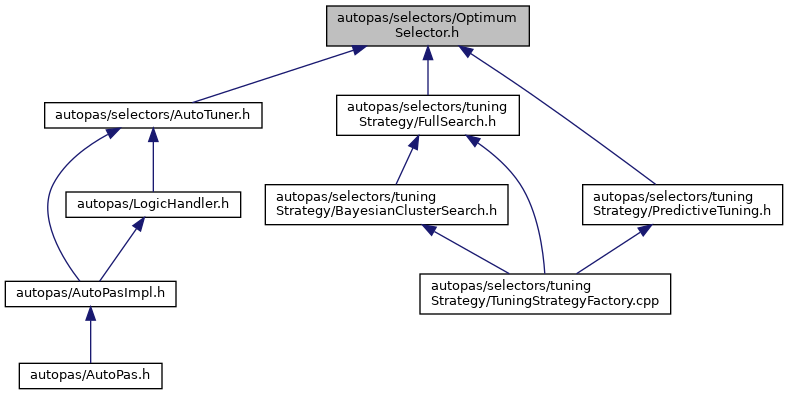 autopas/selectors/Optimum
Selector.h
autopas/selectors/AutoTuner.h
autopas/selectors/tuning
Strategy/FullSearch.h
autopas/LogicHandler.h
autopas/selectors/tuning
Strategy/BayesianClusterSearch.h
autopas/selectors/tuning
Strategy/PredictiveTuning.h
autopas/AutoPasImpl.h
autopas/selectors/tuning
Strategy/TuningStrategyFactory.cpp
autopas/AutoPas.h